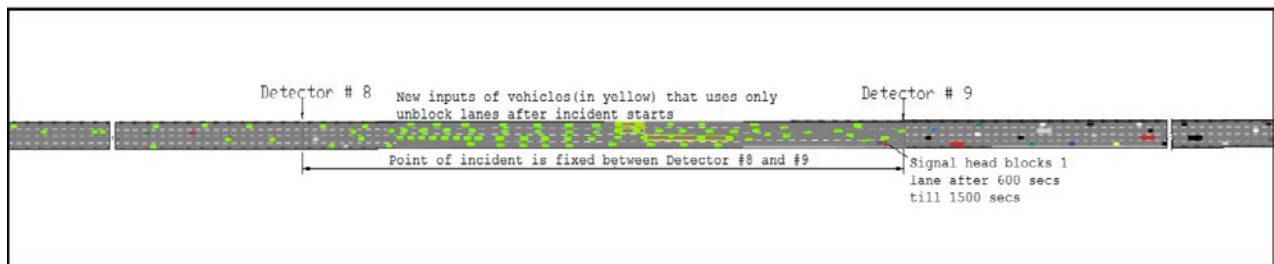 Detector # 8
New inputs of vehicles(in yellow) that uses only
unblock lanes after incident starts
Detector # 9
Point of incident is fixed between Detector #8 and #9
Signal head blocks 1
lane after 600 secs
till 1500 secs